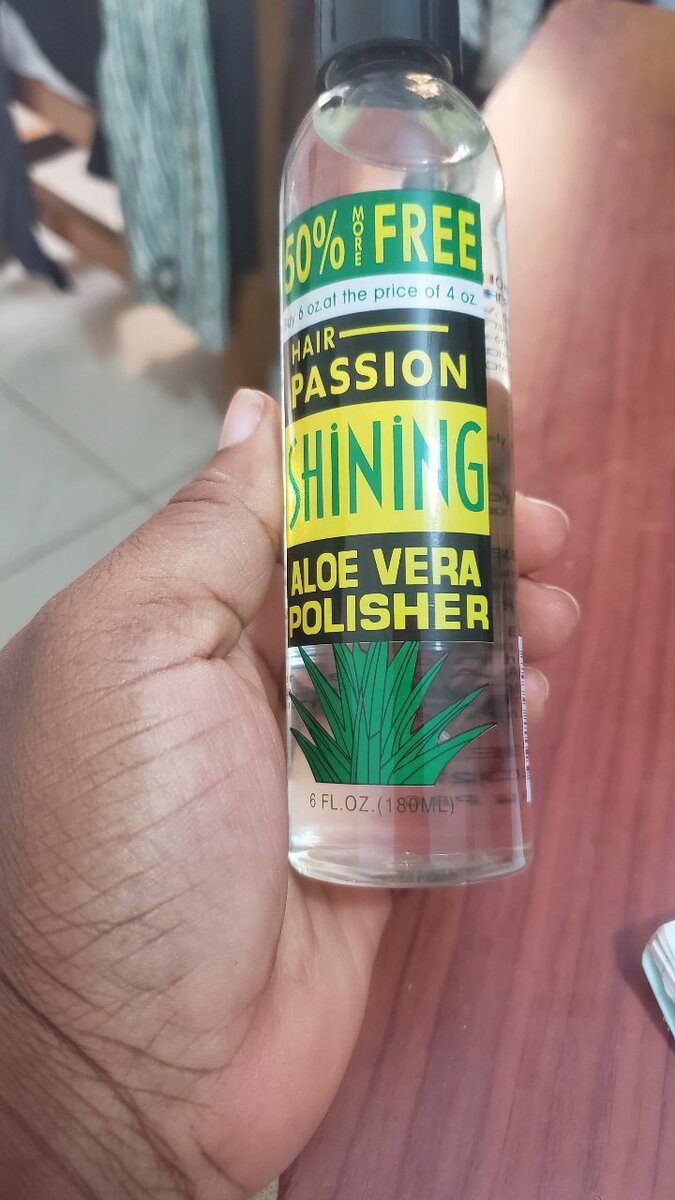 50% MORE FREE
Buy 6 oz.at the price of 4 oz.
HAIR
PASSION
SHiNiNG
ALOE VERA
POLISHER
6 FL.OZ.(180ML)